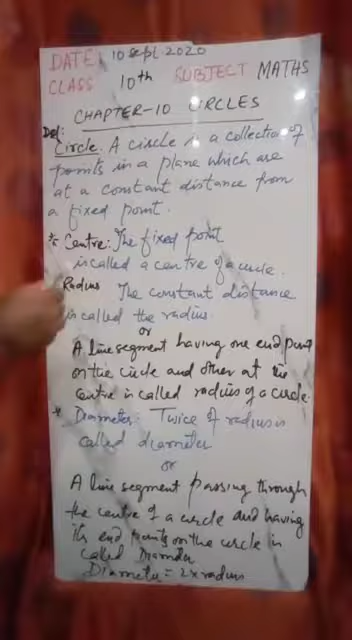 DATE: 10 Sept 2020
CLASS 10th SUBJECT MATHS
CHAPTER-10 CIRCLES
Def:
Circle. A circle is a collection of
points in a plane which are
at a constant distance from
a fixed point.
* Centre: The fixed point
is called a centre of a circle.
Radius The constant distance
is called the radius.
or
A line segment having one end point
on the circle and other at the
centre is called radius of a circle.
* Diameter: Twice of radius is
called diameter
or
A line segment passing through
the centre of a circle and having
its end points on the circle is
called Diameter
Diameter = 2x radius